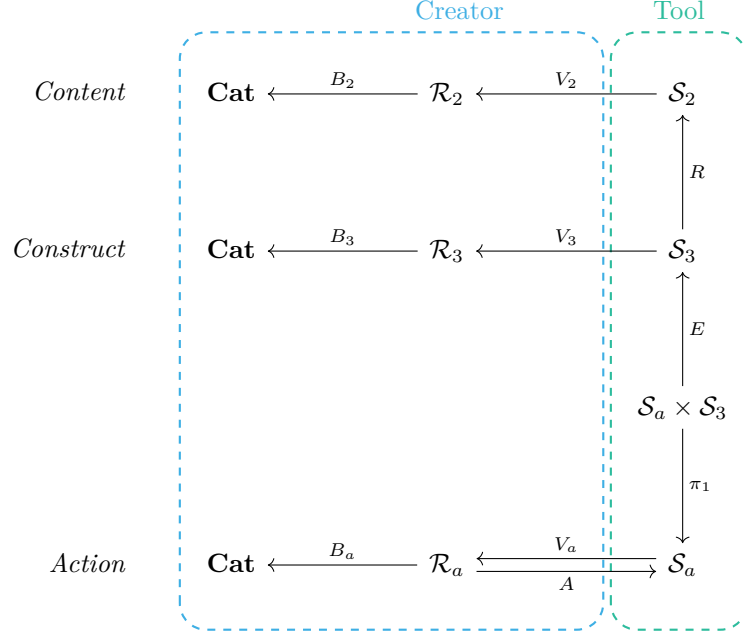 Creator Tool
Content Cat B₂ ℛ₂ V₂ 𝒮₂
R
Construct Cat B₃ ℛ₃ V₃ 𝒮₃
E
𝒮ₐ × 𝒮₃
π₁
Action Cat Bₐ ℛₐ Vₐ 𝒮ₐ
A